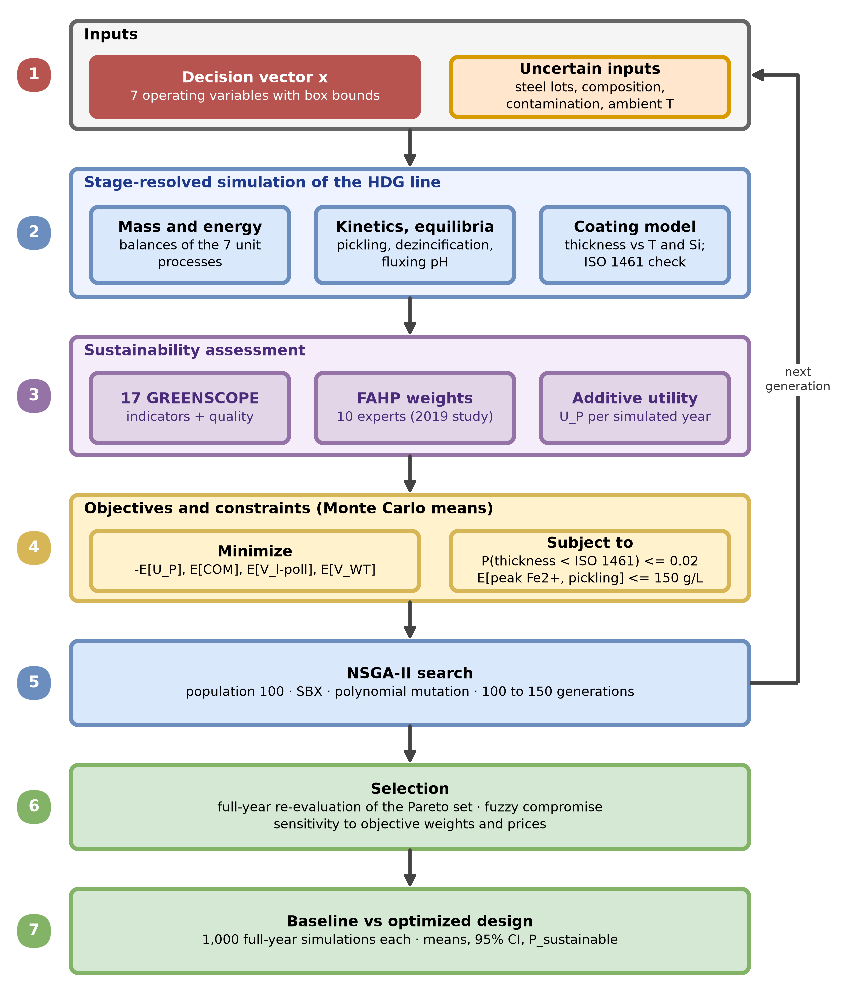 Inputs
1
Decision vector x
7 operating variables with box bounds
Uncertain inputs
steel lots, composition,
contamination, ambient T
Stage-resolved simulation of the HDG line
2
Mass and energy
balances of the 7 unit
processes
Kinetics, equilibria
pickling, dezincification,
fluxing pH
Coating model
thickness vs T and Si;
ISO 1461 check
Sustainability assessment
3
17 GREENSCOPE
indicators + quality
FAHP weights
10 experts (2019 study)
Additive utility
U_P per simulated year
next
generation
Objectives and constraints (Monte Carlo means)
4
Minimize
-E[U_P], E[COM], E[V_l-poll], E[V_WT]
Subject to
P(thickness < ISO 1461) <= 0.02
E[peak Fe2+, pickling] <= 150 g/L
5
NSGA-II search
population 100 · SBX · polynomial mutation · 100 to 150 generations
6
Selection
full-year re-evaluation of the Pareto set · fuzzy compromise
sensitivity to objective weights and prices
7
Baseline vs optimized design
1,000 full-year simulations each · means, 95% CI, P_sustainable